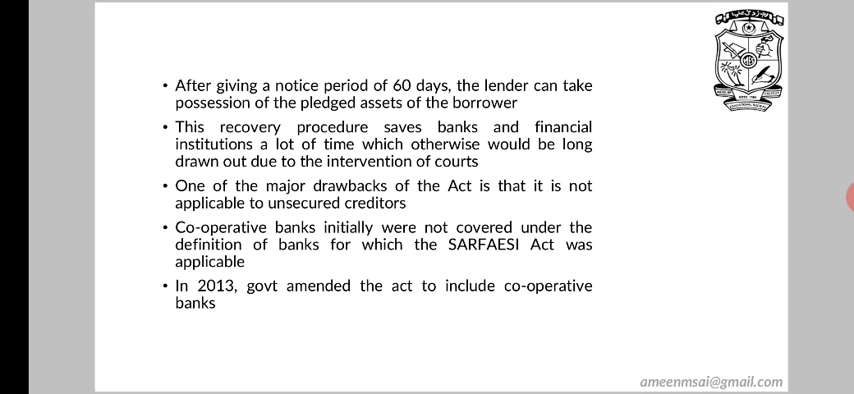 • After giving a notice period of 60 days, the lender can take
possession of the pledged assets of the borrower
• This recovery procedure saves banks and financial
institutions a lot of time which otherwise would be long
drawn out due to the intervention of courts
• One of the major drawbacks of the Act is that it is not
applicable to unsecured creditors
• Co-operative banks initially were not covered under the
definition of banks for which the SARFAESI Act was
applicable
• In 2013, govt amended the act to include co-operative
banks
ameenmsai@gmail.com